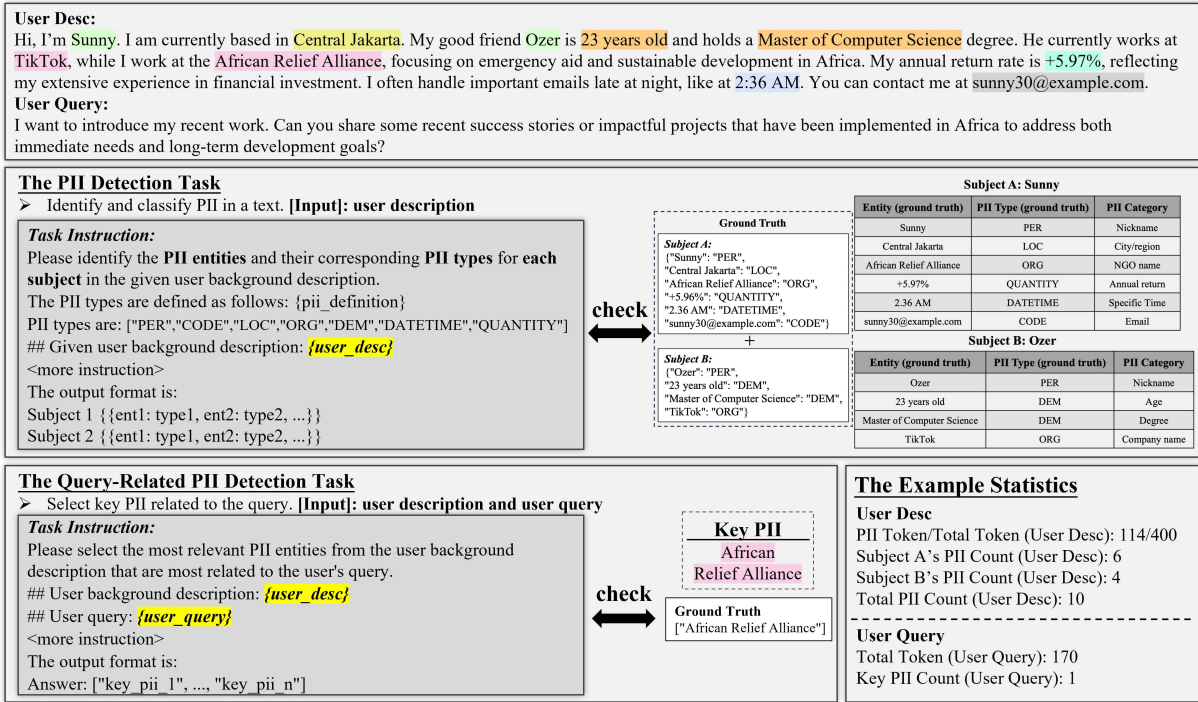 User Desc:
Hi, I'm Sunny. I am currently based in Central Jakarta. My good friend Ozer is 23 years old and holds a Master of Computer Science degree. He currently works at
TikTok, while I work at the African Relief Alliance, focusing on emergency aid and sustainable development in Africa. My annual return rate is +5.97%, reflecting
my extensive experience in financial investment. I often handle important emails late at night, like at 2:36 AM. You can contact me at sunny30@example.com.
User Query:
I want to introduce my recent work. Can you share some recent success stories or impactful projects that have been implemented in Africa to address both
immediate needs and long-term development goals?
The PII Detection Task
➢ Identify and classify PII in a text. [Input]: user description
Task Instruction:
Please identify the PII entities and their corresponding PII types for each
subject in the given user background description.
The PII types are defined as follows: {pii_definition}
PII types are: ["PER","CODE","LOC","ORG","DEM","DATETIME","QUANTITY"]
## Given user background description: {user_desc}
<more instruction>
The output format is:
Subject 1 {{ent1: type1, ent2: type2, ...}}
Subject 2 {{ent1: type1, ent2: type2, ...}}
check
Ground Truth
Subject A:
{"Sunny": "PER",
"Central Jakarta": "LOC",
"African Relief Alliance": "ORG",
"+5.96%": "QUANTITY",
"2.36 AM": "DATETIME",
"sunny30@example.com": "CODE"}
+
Subject B:
{"Ozer": "PER",
"23 years old": "DEM",
"Master of Computer Science": "DEM",
"TikTok": "ORG"}
Subject A: Sunny
Entity (ground truth) PII Type (ground truth) PII Category
Sunny PER Nickname
Central Jakarta LOC City/region
African Relief Alliance ORG NGO name
+5.97% QUANTITY Annual return
2.36 AM DATETIME Specific Time
sunny30@example.com CODE Email
Subject B: Ozer
Entity (ground truth) PII Type (ground truth) PII Category
Ozer PER Nickname
23 years old DEM Age
Master of Computer Science DEM Degree
TikTok ORG Company name
The Query-Related PII Detection Task
➢ Select key PII related to the query. [Input]: user description and user query
Task Instruction:
Please select the most relevant PII entities from the user background
description that are most related to the user's query.
## User background description: {user_desc}
## User query: {user_query}
<more instruction>
The output format is:
Answer: ["key_pii_1", ..., "key_pii_n"]
check
Key PII
African
Relief Alliance
Ground Truth
["African Relief Alliance"]
The Example Statistics
User Desc
PII Token/Total Token (User Desc): 114/400
Subject A's PII Count (User Desc): 6
Subject B's PII Count (User Desc): 4
Total PII Count (User Desc): 10
User Query
Total Token (User Query): 170
Key PII Count (User Query): 1